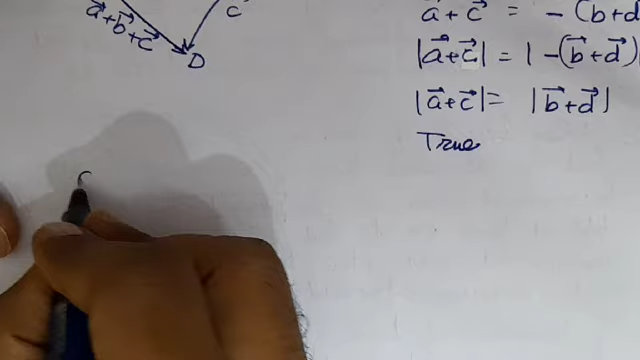 a⃗ + c⃗ = - (b + d
|a⃗+c⃗| = |-(b⃗+d⃗)|
|a⃗+c⃗| = |b⃗+d⃗|
True
a⃗+b⃗+c⃗
c⃗
D